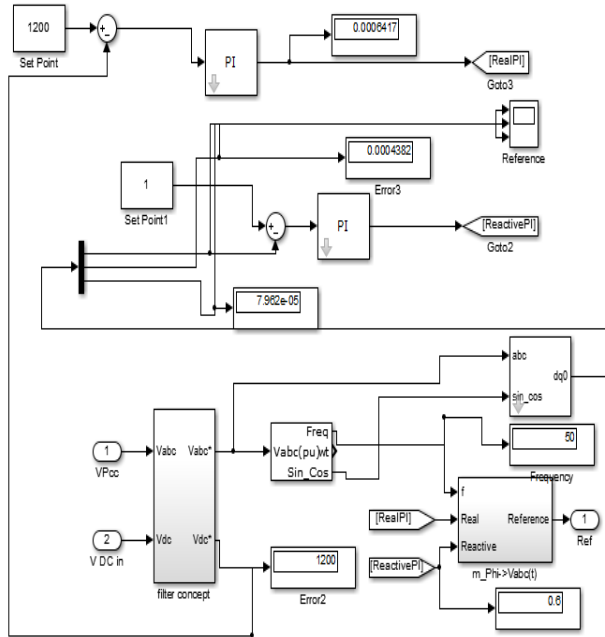 1200
Set Point
+
-
PI
0.0006417
[RealPI]
Goto3
Reference
0.0004382
Error3
1
Set Point1
+
-
PI
[ReactivePI]
Goto2
7.962e-05
abc
dq0
sin_cos
1
VPcc
Vabc
Vabc*
Freq
Vabc(pu)
wt
Sin_Cos
50
Frequency
2
V DC in
Vdc
Vdc*
filter concept
1200
Error2
[RealPI]
[ReactivePI]
f
Real
Reactive
Reference
m_Phi->Vabc(t)
1
Ref
0.6